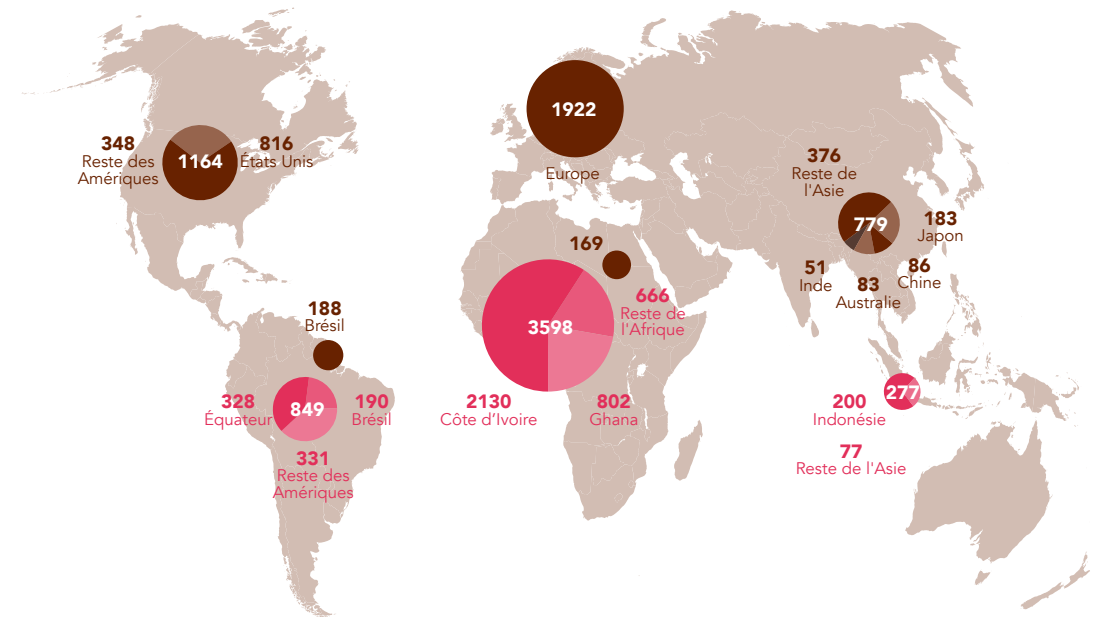 1922
Europe
348
Reste des
Amériques
1164
816
États Unis
376
Reste de
l'Asie
779
183
Japon
51
Inde
83
Australie
86
Chine
169
666
Reste de
l'Afrique
3598
2130
Côte d’Ivoire
802
Ghana
188
Brésil
328
Équateur
849
190
Brésil
331
Reste des
Amériques
277
200
Indonésie
77
Reste de l'Asie